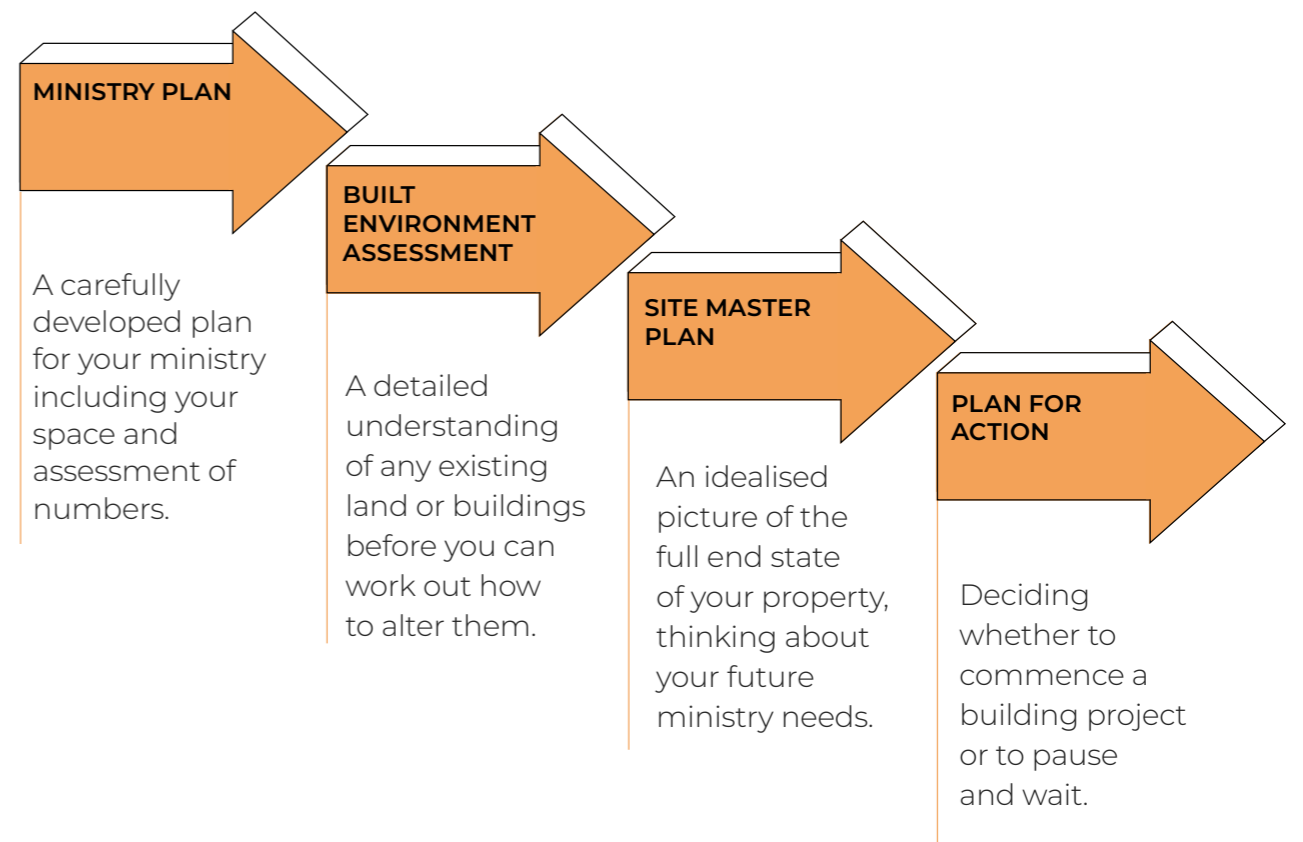 MINISTRY PLAN
A carefully
developed plan
for your ministry
including your
space and
assessment of
numbers.
BUILT
ENVIRONMENT
ASSESSMENT
A detailed
understanding
of any existing
land or buildings
before you can
work out how
to alter them.
SITE MASTER
PLAN
An idealised
picture of the
full end state
of your property,
thinking about
your future
ministry needs.
PLAN FOR
ACTION
Deciding
whether to
commence a
building project
or to pause
and wait.